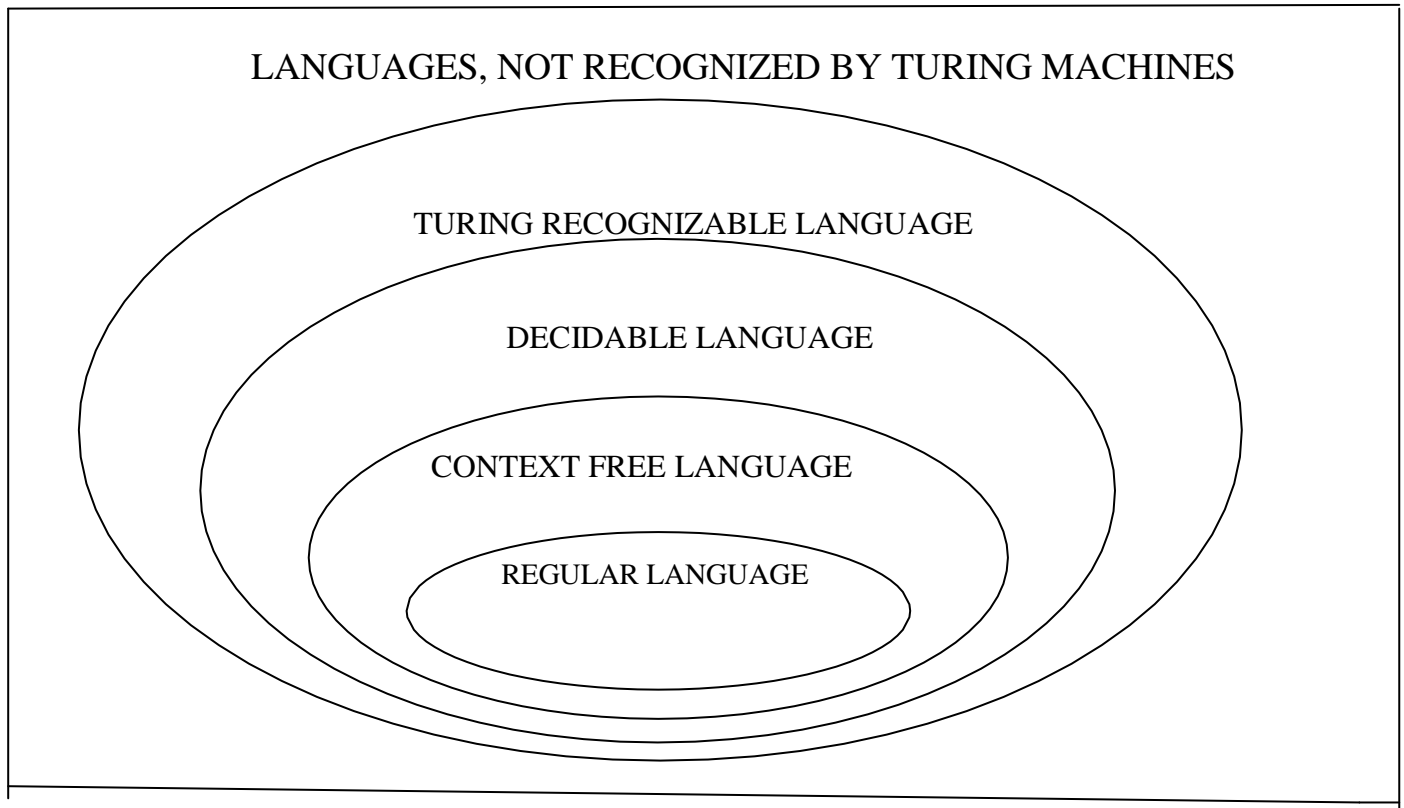 LANGUAGES, NOT RECOGNIZED BY TURING MACHINES
TURING RECOGNIZABLE LANGUAGE
DECIDABLE LANGUAGE
CONTEXT FREE LANGUAGE
REGULAR LANGUAGE